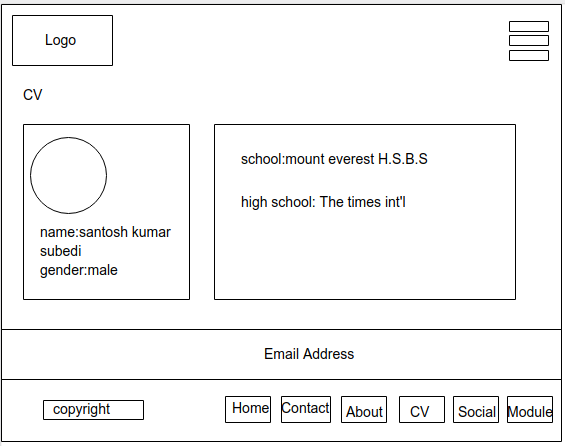 Logo
CV
name:santosh kumar
subedi
gender:male
school:mount everest H.S.B.S
high school: The times int'l
Email Address
copyright
Home
Contact
About
CV
Social
Module